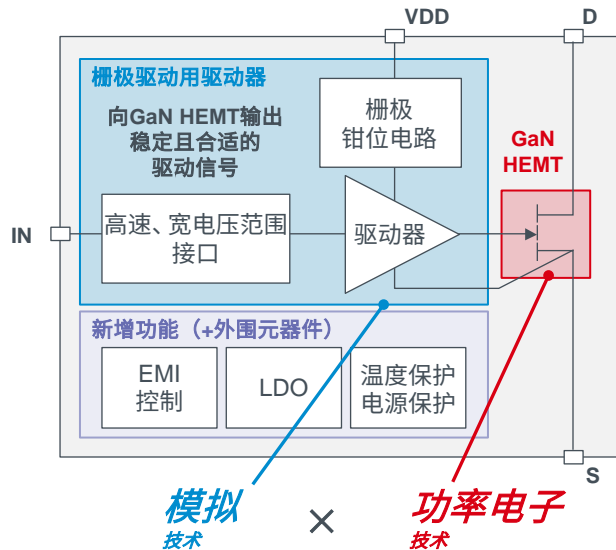 VDD
D
栅极驱动用驱动器
向GaN HEMT输出
稳定且合适的
驱动信号
栅极
钳位电路
GaN
HEMT
IN
高速、宽电压范围
接口
驱动器
新增功能（+外围元器件）
EMI
控制
LDO
温度保护
电源保护
S
模拟
技术
×
功率电子
技术